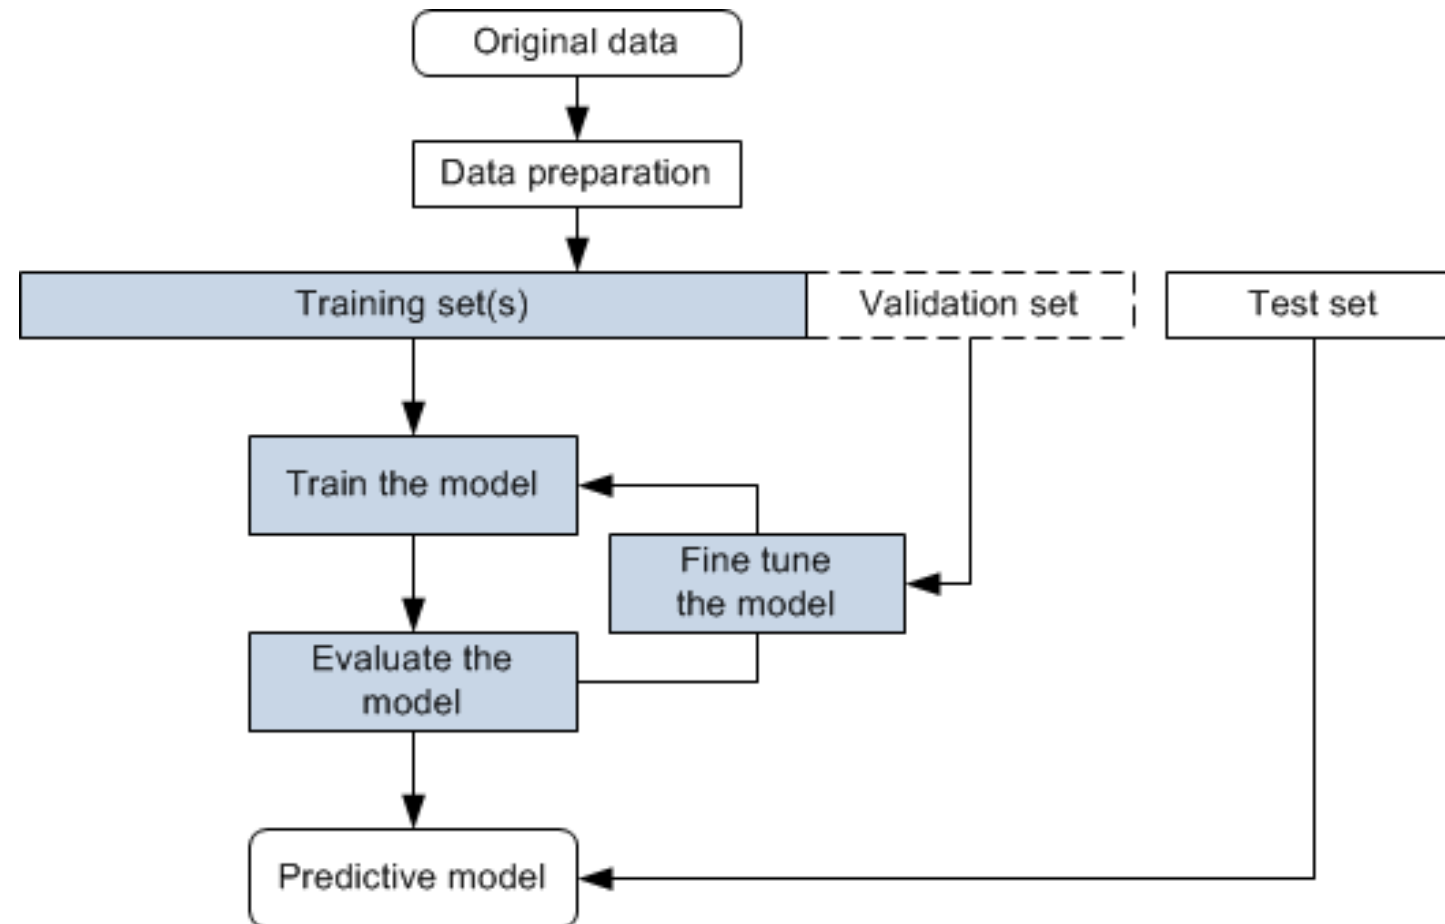 Original data
Data preparation
Training set(s)
Validation set
Test set
Train the model
Fine tune
the model
Evaluate the
model
Predictive model